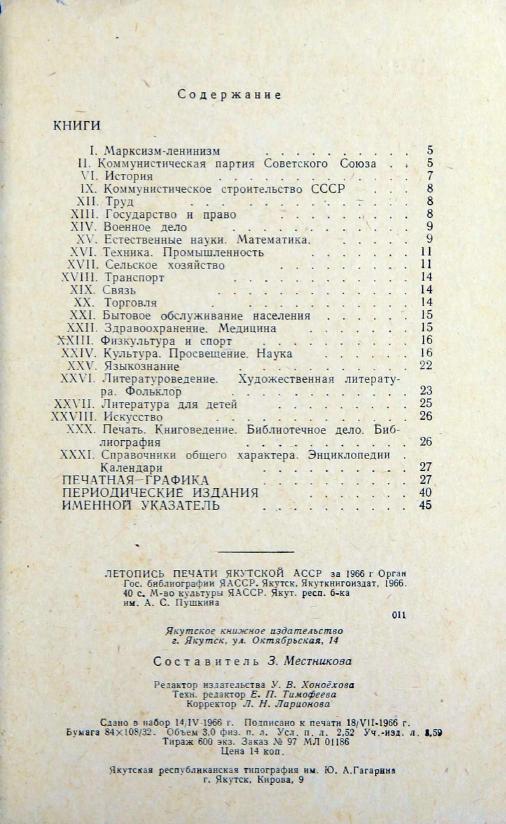 Содержание
КНИГИ
I. Марксизм-ленинизм . . . . . . . . . 5
II. Коммунистическая партия Советского Союза . . 5
VI. История . . . . . . . . . 7
IX. Коммунистическое строительство СССР . . . 8
XII. Труд . . . . . . . . . . 8
XIII. Государство и право . . . . . . . . 8
XIV. Военное дело . . . . . . . . . 9
XV. Естественные науки. Математика. . . . . . 9
XVI. Техника. Промышленность . . . . . . . 11
XVII. Сельское хозяйство . . . . . . . . 11
XVIII. Транспорт . . . . . . . . . 14
XIX. Связь . . . . . . . . . . 14
XX. Торговля . . . . . . . . . . 14
XXI. Бытовое обслуживание населения . . . . . 15
XXII. Здравоохранение. Медицина . . . . . . 15
XXIII. Физкультура и спорт . . . . . . . . 16
XXIV. Культура. Просвещение. Наука . . . . . . 16
XXV. Языкознание . . . . . . . . . 22
XXVI. Литературоведение. Художественная литерату-
ра. Фольклор . . . . . . . . . 23
XXVII. Литература для детей . . . . . . . 25
XXVIII. Искусство . . . . . . . . . 26
XXX. Печать. Книговедение. Библиотечное дело. Биб-
лиография . . . . . . . . . 26
XXXI. Справочники общего характера. Энциклопедии .
Календари . . . . . . . . . 27
ПЕЧАТНАЯ ГРАФИКА . . . . . . . . 27
ПЕРИОДИЧЕСКИЕ ИЗДАНИЯ . . . . . . 40
ИМЕННОЙ УКАЗАТЕЛЬ . . . . . . . . 45
ЛЕТОПИСЬ ПЕЧАТИ ЯКУТСКОЙ АССР за 1966 г Орган
Гос. библиографии ЯАССР. Якутск, Якуткнигоиздат, 1966.
40 с. М-во культуры ЯАССР. Якут. респ. б-ка
им. А. С. Пушкина
011
Якутское книжное издательство
г. Якутск, ул. Октябрьская, 14
Составитель З. Местникова
Редактор издательства У. В. Хоноёхова
Техн. редактор Е. П. Тимофеева
Корректор Л. Н. Ларионова
Сдано в набор 14/IV-1966 г. Подписано к печати 18/VII-1966 г.
Бумага 84×108/32. Объем 3,0 физ. п. л. Усл. п. л. 2,52 Уч.-изд. л. 1,59
Тираж 600 экз. Заказ № 97 МЛ 01186
Цена 14 коп.
Якутская республиканская типография им. Ю. А.Гагарина
г. Якутск, Кирова, 9